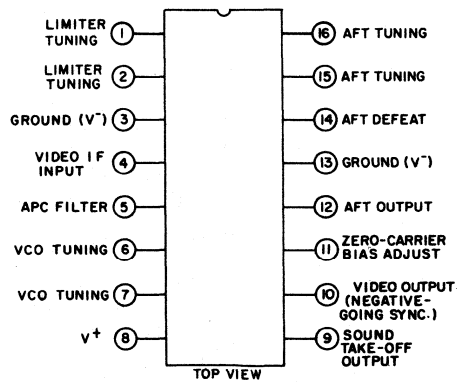 LIMITER
TUNING
1
LIMITER
TUNING
2
GROUND (V⁻)
3
VIDEO IF
INPUT
4
APC FILTER
5
VCO TUNING
6
VCO TUNING
7
V⁺
8
16
AFT TUNING
15
AFT TUNING
14
AFT DEFEAT
13
GROUND (V⁻)
12
AFT OUTPUT
11
ZERO-CARRIER
BIAS ADJUST
10
VIDEO OUTPUT
(NEGATIVE-
GOING SYNC.)
9
SOUND
TAKE-OFF
OUTPUT
TOP VIEW